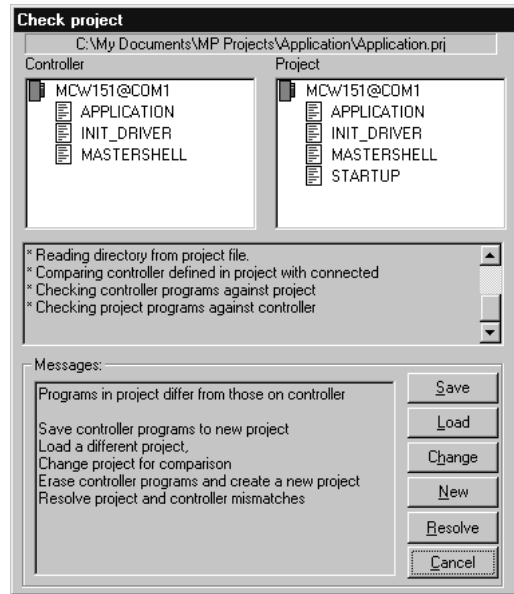 Check project
C:\My Documents\MP Projects\Application\Application.prj
Controller
Project
MCW151@COM1
APPLICATION
INIT_DRIVER
MASTERSHELL
MCW151@COM1
APPLICATION
INIT_DRIVER
MASTERSHELL
STARTUP
* Reading directory from project file.
* Comparing controller defined in project with connected
* Checking controller programs against project
* Checking project programs against controller
Messages:
Programs in project differ from those on controller
Save controller programs to new project
Load a different project,
Change project for comparison
Erase controller programs and create a new project
Resolve project and controller mismatches
Save
Load
Change
New
Resolve
Cancel